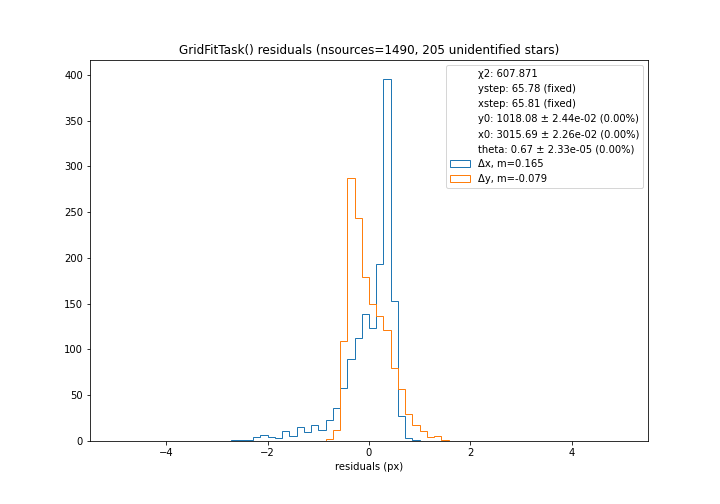 GridFitTask() residuals (nsources=1490, 205 unidentified stars)
χ2: 607.871
ystep: 65.78 (fixed)
xstep: 65.81 (fixed)
y0: 1018.08 ± 2.44e-02 (0.00%)
x0: 3015.69 ± 2.26e-02 (0.00%)
theta: 0.67 ± 2.33e-05 (0.00%)
Δx, m=0.165
Δy, m=-0.079
400
350
300
250
200
150
100
50
0
−4 −2 0 2 4
residuals (px)